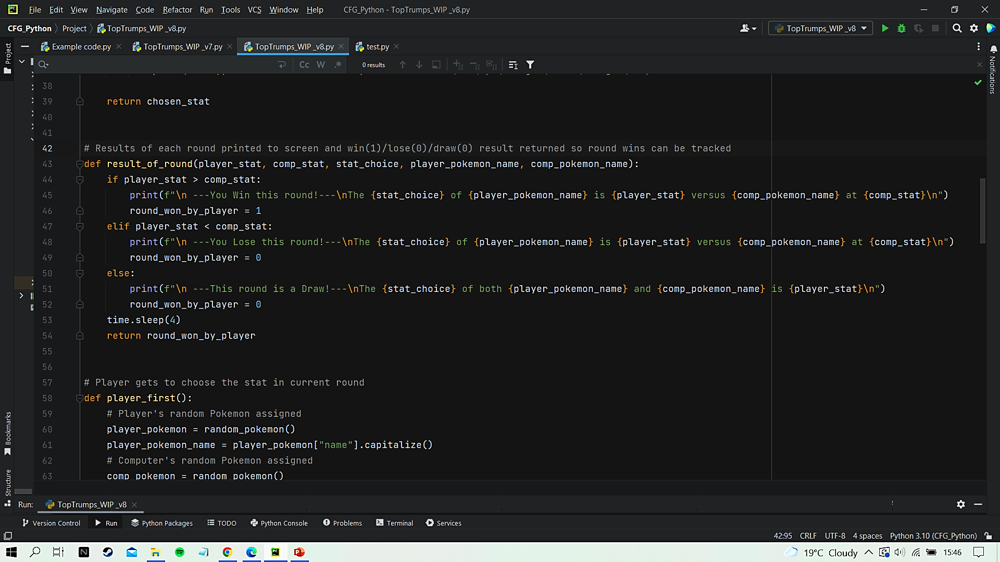 File Edit View Navigate Code Refactor Run Tools VCS Window Help CFG_Python - TopTrumps_WIP _v8.py
CFG_Python Project TopTrumps_WIP _v8.py TopTrumps_WIP _v8
Project Example code.py TopTrumps_WIP _v7.py TopTrumps_WIP _v8.py test.py
Cc W .* 0 results
Notifications
38
39 return chosen_stat
40
41
42 # Results of each round printed to screen and win(1)/lose(0)/draw(0) result returned so round wins can be tracked
43 def result_of_round(player_stat, comp_stat, stat_choice, player_pokemon_name, comp_pokemon_name):
44 if player_stat > comp_stat:
45 print(f"\n ---You Win this round!---\nThe {stat_choice} of {player_pokemon_name} is {player_stat} versus {comp_pokemon_name} at {comp_stat}\n")
46 round_won_by_player = 1
47 elif player_stat < comp_stat:
48 print(f"\n ---You Lose this round!---\nThe {stat_choice} of {player_pokemon_name} is {player_stat} versus {comp_pokemon_name} at {comp_stat}\n")
49 round_won_by_player = 0
50 else:
51 print(f"\n ---This round is a Draw!---\nThe {stat_choice} of both {player_pokemon_name} and {comp_pokemon_name} is {player_stat}\n")
52 round_won_by_player = 0
53 time.sleep(4)
54 return round_won_by_player
55
56
57 # Player gets to choose the stat in current round
58 def player_first():
59 # Player's random Pokemon assigned
60 player_pokemon = random_pokemon()
61 player_pokemon_name = player_pokemon["name"].capitalize()
62 # Computer's random Pokemon assigned
63 comp_pokemon = random_pokemon()
Bookmarks
Structure
Run: TopTrumps_WIP _v8
Version Control Run Python Packages TODO Python Console Problems Terminal Services
42:95 CRLF UTF-8 4 spaces Python 3.10 (CFG_Python)
19°C Cloudy 15:46